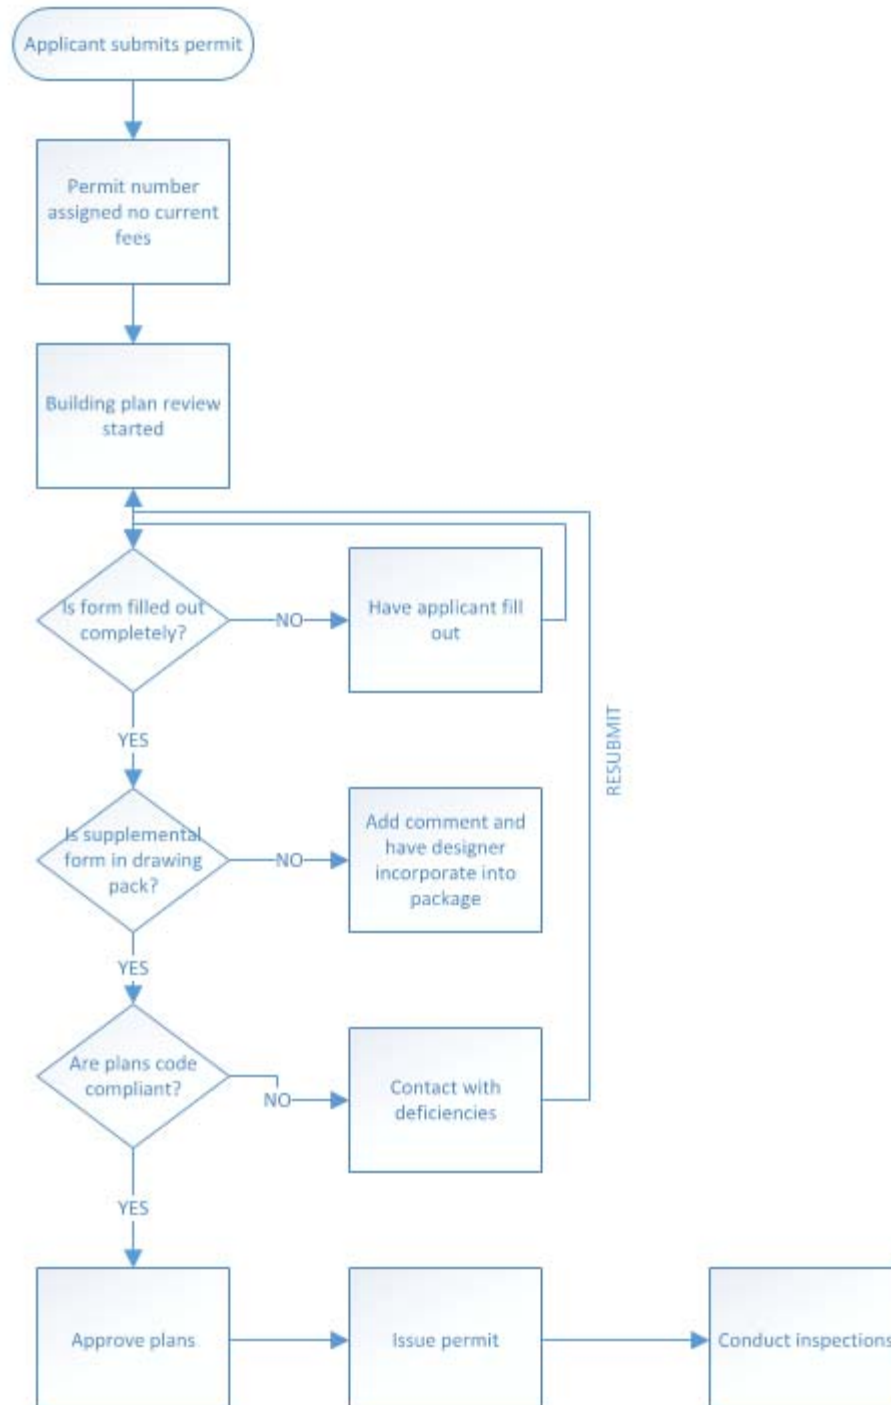 Applicant submits permit
Permit number
assigned no current
fees
Building plan review
started
Is form filled out
completely?
NO
Have applicant fill
out
YES
RESUBMIT
Is supplemental
form in drawing
pack?
NO
Add comment and
have designer
incorporate into
package
YES
Are plans code
compliant?
NO
Contact with
deficiencies
YES
Approve plans
Issue permit
Conduct inspections